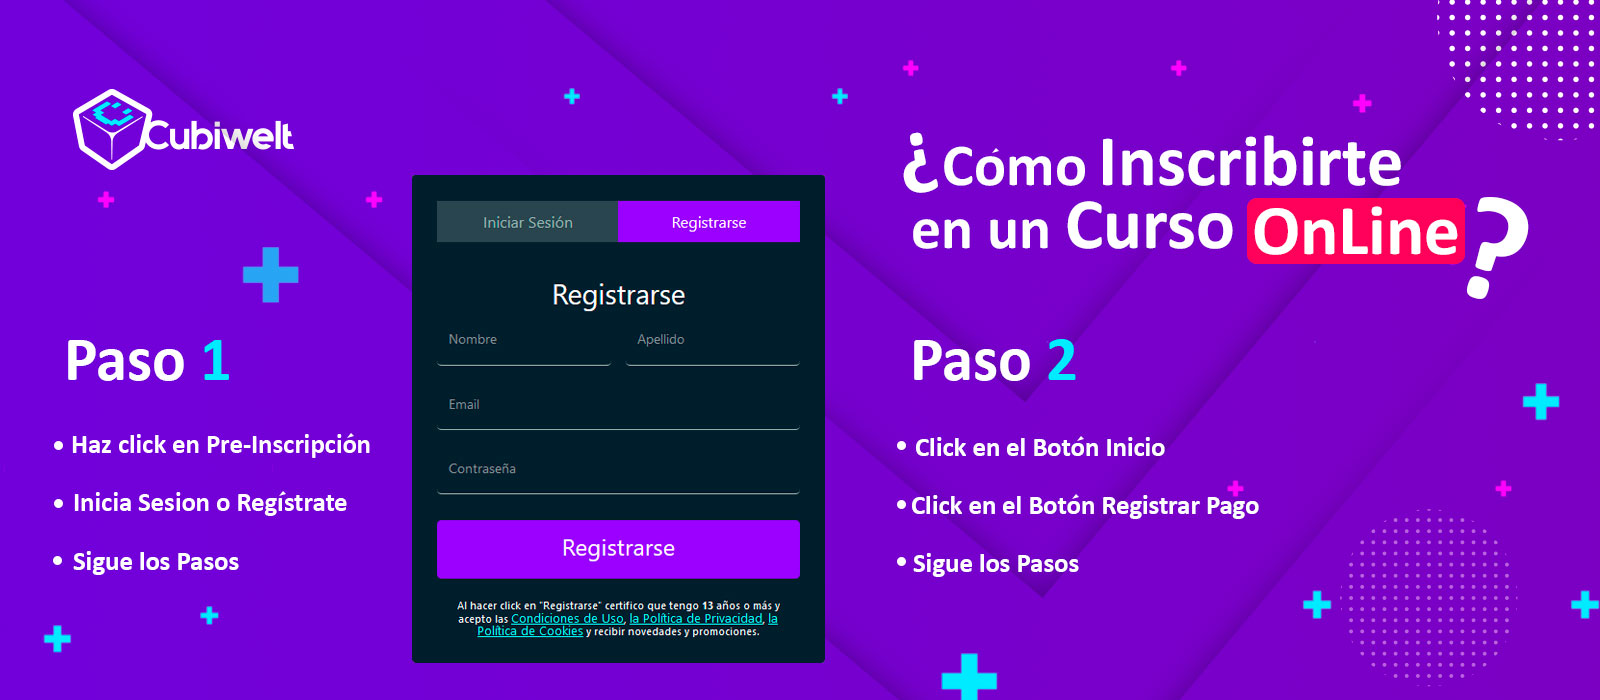 Cubiwelt
¿Cómo Inscribirte
en un Curso OnLine?
Paso 1
• Haz click en Pre-Inscripción
• Inicia Sesion o Regístrate
• Sigue los Pasos
Iniciar Sesión
Registrarse
Registrarse
Nombre
Apellido
Email
Contraseña
Registrarse
Al hacer click en "Registrarse" certifico que tengo 13 años o más y
acepto las Condiciones de Uso, la Política de Privacidad, la
Política de Cookies y recibir novedades y promociones.
Paso 2
• Click en el Botón Inicio
• Click en el Botón Registrar Pago
• Sigue los Pasos